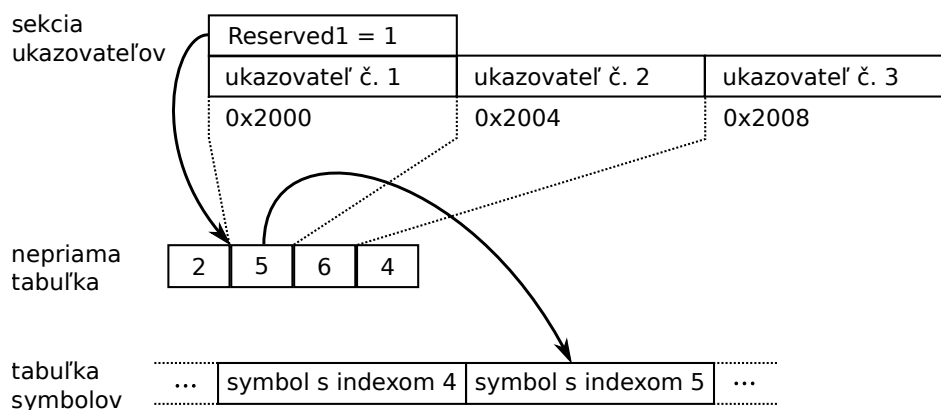 sekcia
ukazovateľov
Reserved1 = 1
ukazovateľ č. 1 ukazovateľ č. 2 ukazovateľ č. 3
0x2000 0x2004 0x2008
nepriama
tabuľka
2 5 6 4
tabuľka
symbolov
... symbol s indexom 4 symbol s indexom 5 ...